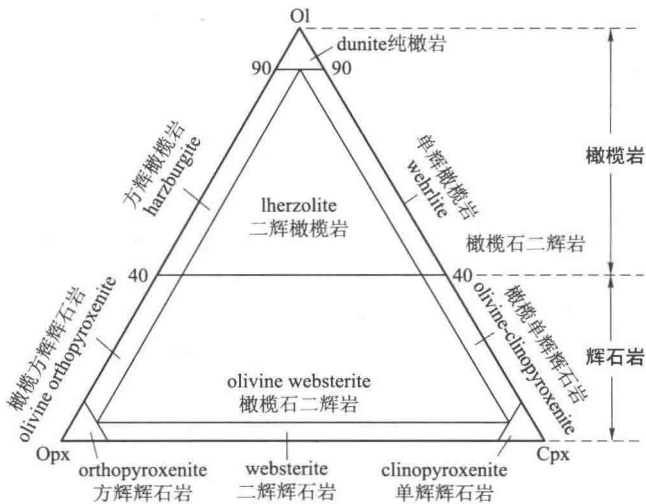 Ol
dunite纯橄岩
90
90
方辉橄榄岩
harzburgite
单辉橄榄岩
wehrlite
橄榄岩
lherzolite
二辉橄榄岩
橄榄石二辉岩
40
40
橄榄方辉辉石岩
olivine orthopyroxenite
橄榄单辉辉石岩
olivine-clinopyroxenite
辉石岩
olivine websterite
橄榄石二辉岩
Opx
Cpx
orthopyroxenite
方辉辉石岩
websterite
二辉辉石岩
clinopyroxenite
单辉辉石岩